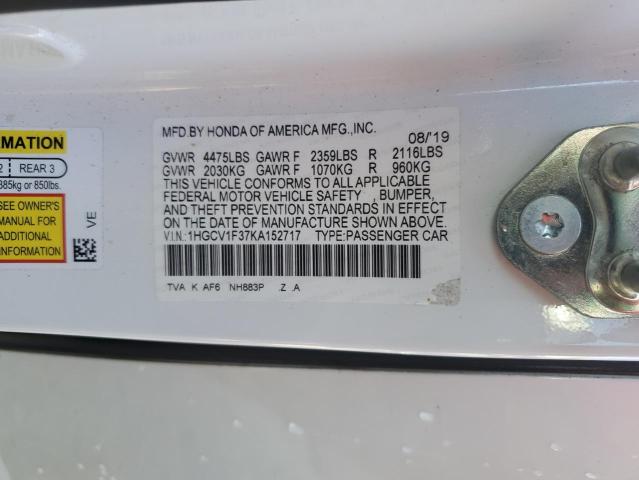 MFD.BY HONDA OF AMERICA MFG.,INC. 08/'19
GVWR 4475LBS GAWR F 2359LBS R 2116LBS
GVWR 2030KG GAWR F 1070KG R 960KG
THIS VEHICLE CONFORMS TO ALL APPLICABLE
FEDERAL MOTOR VEHICLE SAFETY , BUMPER,
AND THEFT PREVENTION STANDARDS IN EFFECT
ON THE DATE OF MANUFACTURE SHOWN ABOVE.
V.I.N.:1HGCV1F37KA152717 TYPE:PASSENGER CAR
TVA K AF6 NH883P Z A
2 REAR 3
385kg or 850lbs.
SEE OWNER'S
MANUAL FOR
ADDITIONAL
INFORMATION
VE